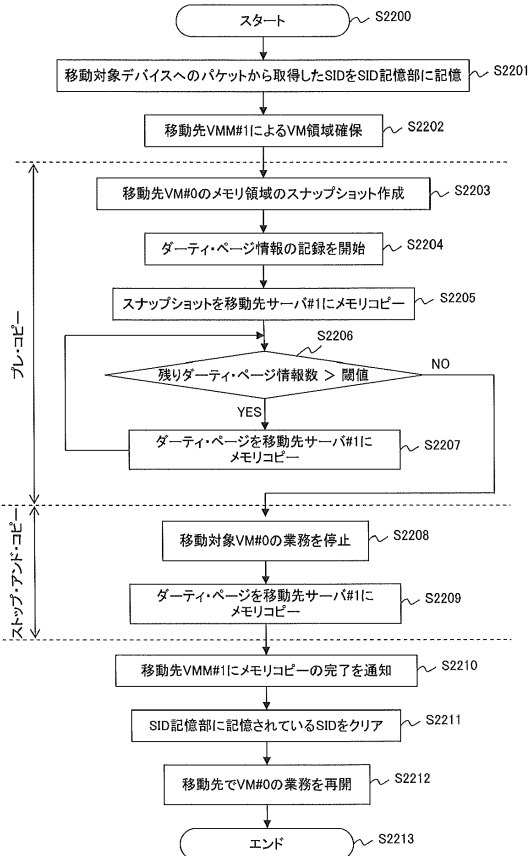 スタート
S2200
移動対象デバイスへのパケットから取得したSIDをSID記憶部に記憶
S2201
移動先VMM#1によるVM領域確保
S2202
プレ・コピー
移動先VM#0のメモリ領域のスナップショット作成
S2203
ダーティ・ページ情報の記録を開始
S2204
スナップショットを移動先サーバ#1にメモリコピー
S2205
S2206
残りダーティ・ページ情報数 > 閾値
NO
YES
ダーティ・ページを移動先サーバ#1に
メモリコピー
S2207
ストップ・アンド・コピー
移動対象VM#0の業務を停止
S2208
ダーティ・ページを移動先サーバ#1に
メモリコピー
S2209
移動先VMM#1にメモリコピーの完了を通知
S2210
SID記憶部に記憶されているSIDをクリア
S2211
移動先でVM#0の業務を再開
S2212
エンド
S2213